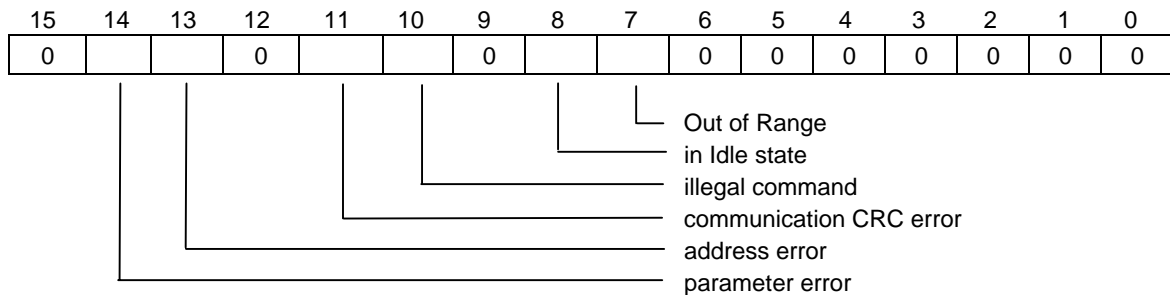 15 14 13 12 11 10 9 8 7 6 5 4 3 2 1 0
0 0 0 0 0 0 0 0 0 0
Out of Range
in Idle state
illegal command
communication CRC error
address error
parameter error